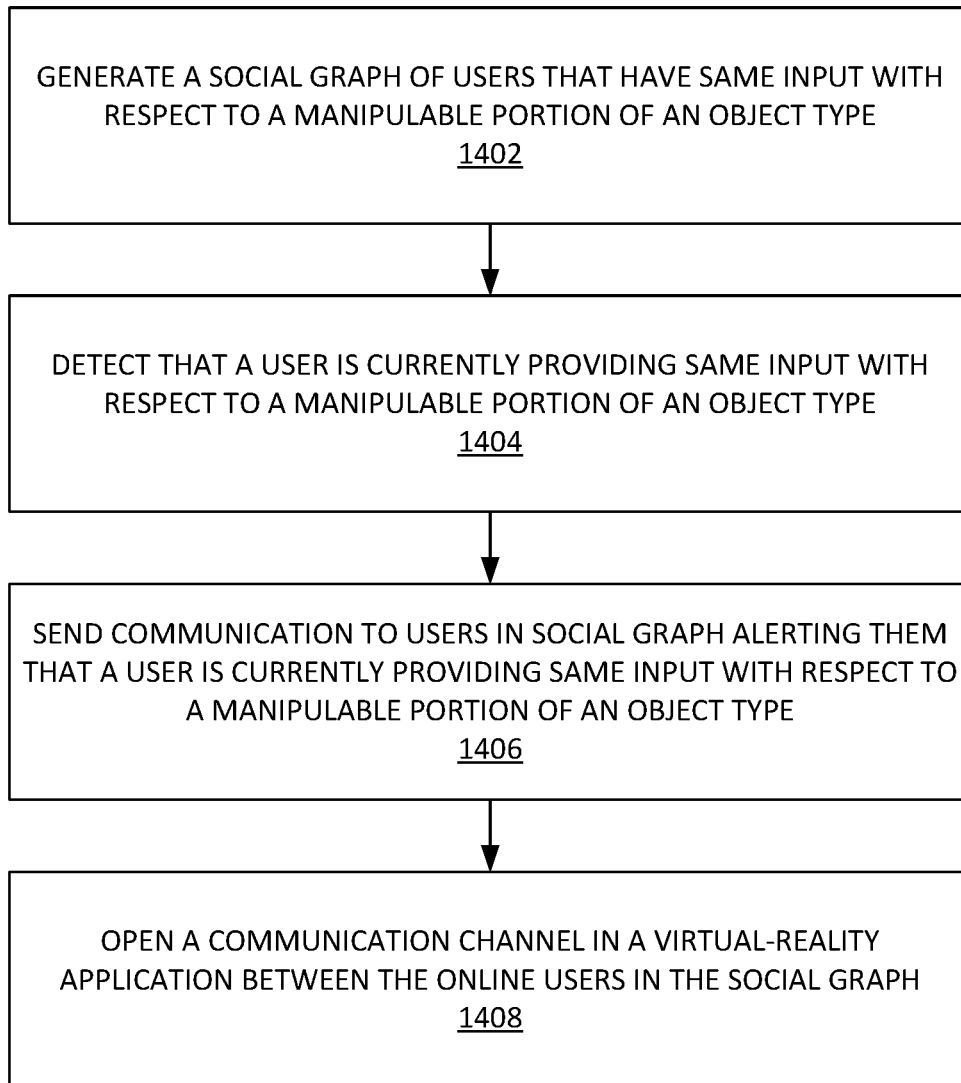 GENERATE A SOCIAL GRAPH OF USERS THAT HAVE SAME INPUT WITH
RESPECT TO A MANIPULABLE PORTION OF AN OBJECT TYPE
1402
DETECT THAT A USER IS CURRENTLY PROVIDING SAME INPUT WITH
RESPECT TO A MANIPULABLE PORTION OF AN OBJECT TYPE
1404
SEND COMMUNICATION TO USERS IN SOCIAL GRAPH ALERTING THEM
THAT A USER IS CURRENTLY PROVIDING SAME INPUT WITH RESPECT TO
A MANIPULABLE PORTION OF AN OBJECT TYPE
1406
OPEN A COMMUNICATION CHANNEL IN A VIRTUAL-REALITY
APPLICATION BETWEEN THE ONLINE USERS IN THE SOCIAL GRAPH
1408